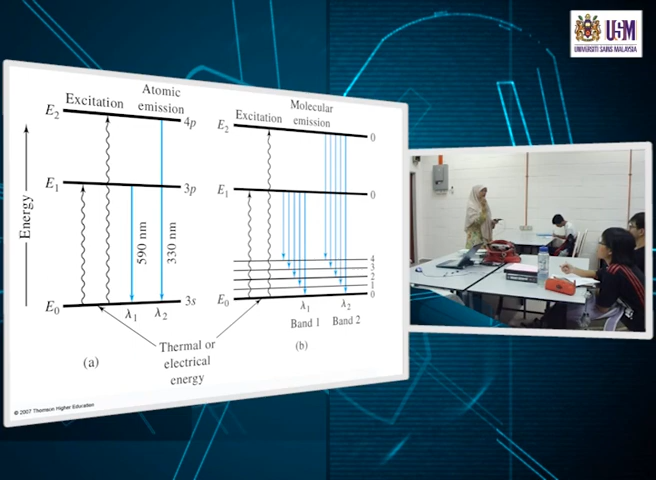 USM
UNIVERSITI SAINS MALAYSIA
Atomic
Excitation emission
E2 4p
E1 3p
Energy
590 nm
330 nm
E0 3s
λ1 λ2
(a)
Molecular
Excitation emission
E2 0
E1 0
4
3
2
1
E0 0
λ1 λ2
Band 1 Band 2
(b)
Thermal or
electrical
energy
© 2007 Thomson Higher Education